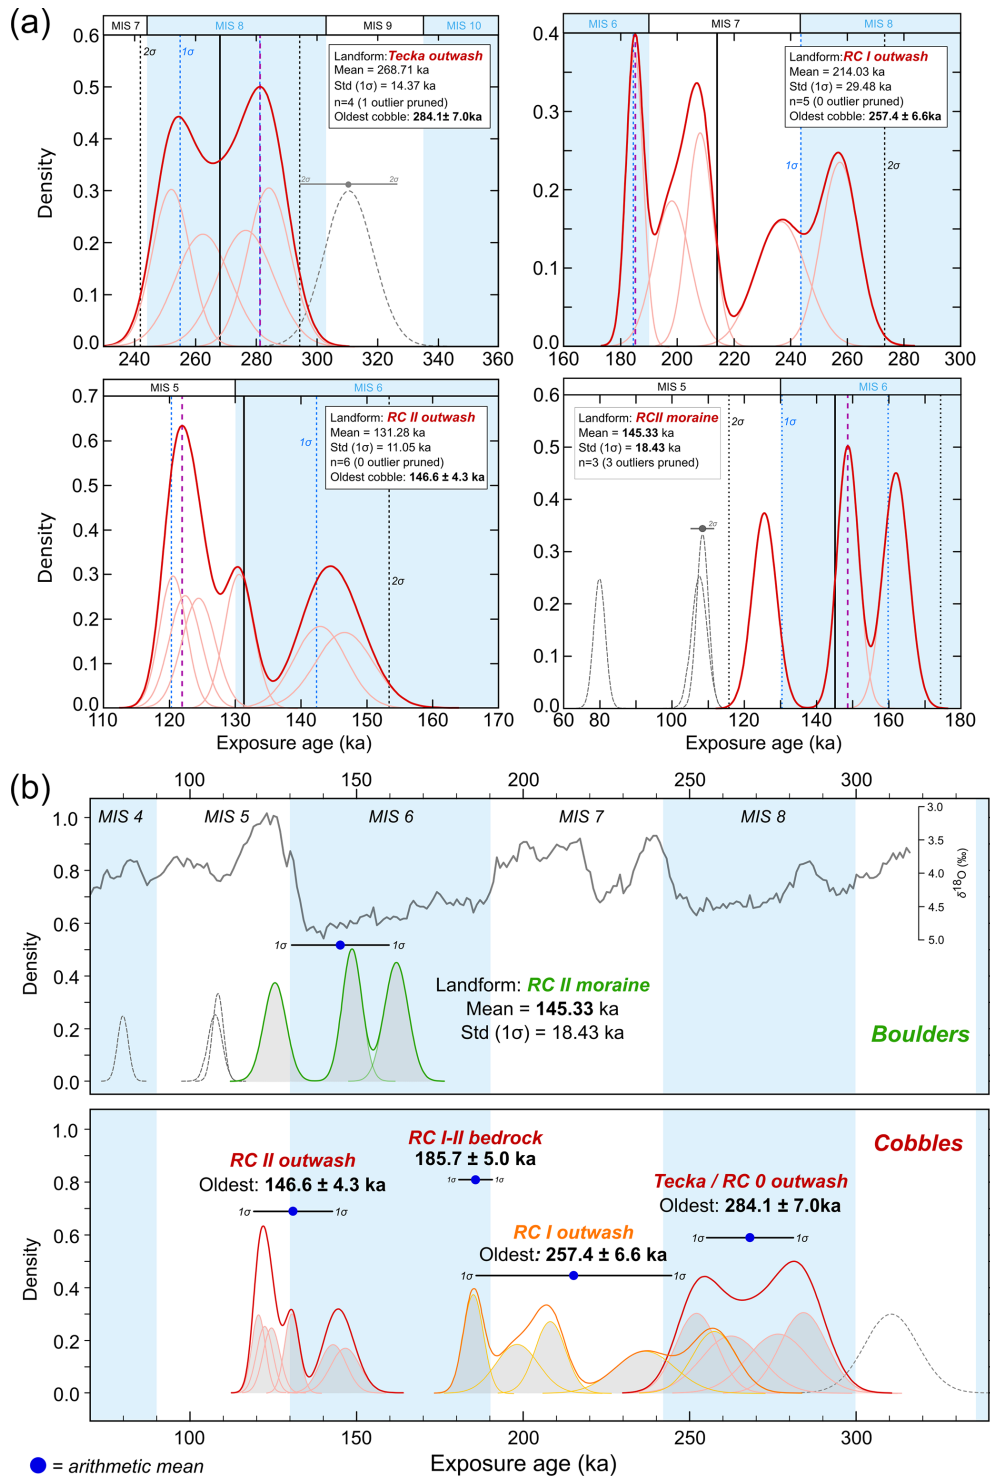 (a)
MIS 7 MIS 8 MIS 9 MIS 10
0.6
0.5
0.4
0.3
0.2
0.1
0.0
Density
2σ
1σ
2σ 2σ
Landform: Tecka outwash
Mean = 268.71 ka
Std (1σ) = 14.37 ka
n=4 (1 outlier pruned)
Oldest cobble: 284.1± 7.0ka
240 260 280 300 320 340 360
MIS 6 MIS 7 MIS 8
0.4
0.3
0.2
0.1
0.0
Landform: RC I outwash
Mean = 214.03 ka
Std (1σ) = 29.48 ka
n=5 (0 outlier pruned)
Oldest cobble: 257.4 ± 6.6ka
1σ
2σ
160 180 200 220 240 260 280 300
MIS 5 MIS 6
0.7
0.6
0.5
0.4
0.3
0.2
0.1
0.0
Density
Landform: RC II outwash
Mean = 131.28 ka
Std (1σ) = 11.05 ka
n=6 (0 outlier pruned)
Oldest cobble: 146.6 ± 4.3 ka
1σ
2σ
110 120 130 140 150 160 170
Exposure age (ka)
MIS 5 MIS 6
0.6
0.5
0.4
0.3
0.2
0.1
0.0
Landform: RCII moraine
Mean = 145.33 ka
Std (1σ) = 18.43 ka
n=3 (3 outliers pruned)
2σ
1σ
2σ
60 80 100 120 140 160 180
Exposure age (ka)
(b)
100 150 200 250 300
MIS 4 MIS 5 MIS 6 MIS 7 MIS 8
1.0
0.8
0.6
0.4
0.2
0.0
Density
3.0
3.5
4.0
4.5
5.0
δ18O (‰)
1σ 1σ
Landform: RC II moraine
Mean = 145.33 ka
Std (1σ) = 18.43 ka
Boulders
1.0
0.8
0.6
0.4
0.2
0.0
Density
Cobbles
RC II outwash
Oldest: 146.6 ± 4.3 ka
1σ 1σ
RC I-II bedrock
185.7 ± 5.0 ka
1σ 1σ
RC I outwash
Oldest: 257.4 ± 6.6 ka
1σ 1σ
Tecka / RC 0 outwash
Oldest: 284.1 ± 7.0ka
1σ 1σ
100 150 200 250 300
Exposure age (ka)
= arithmetic mean